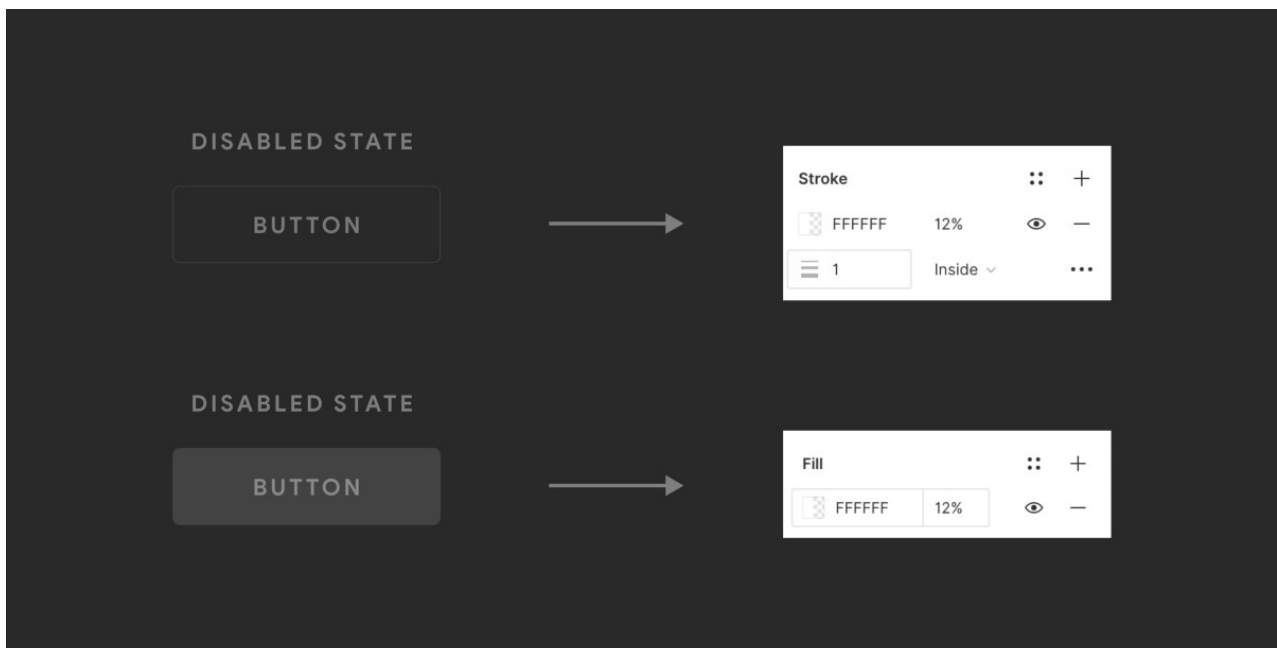 DISABLED STATE
BUTTON
Stroke
FFFFFF 12%
1 Inside
DISABLED STATE
BUTTON
Fill
FFFFFF 12%